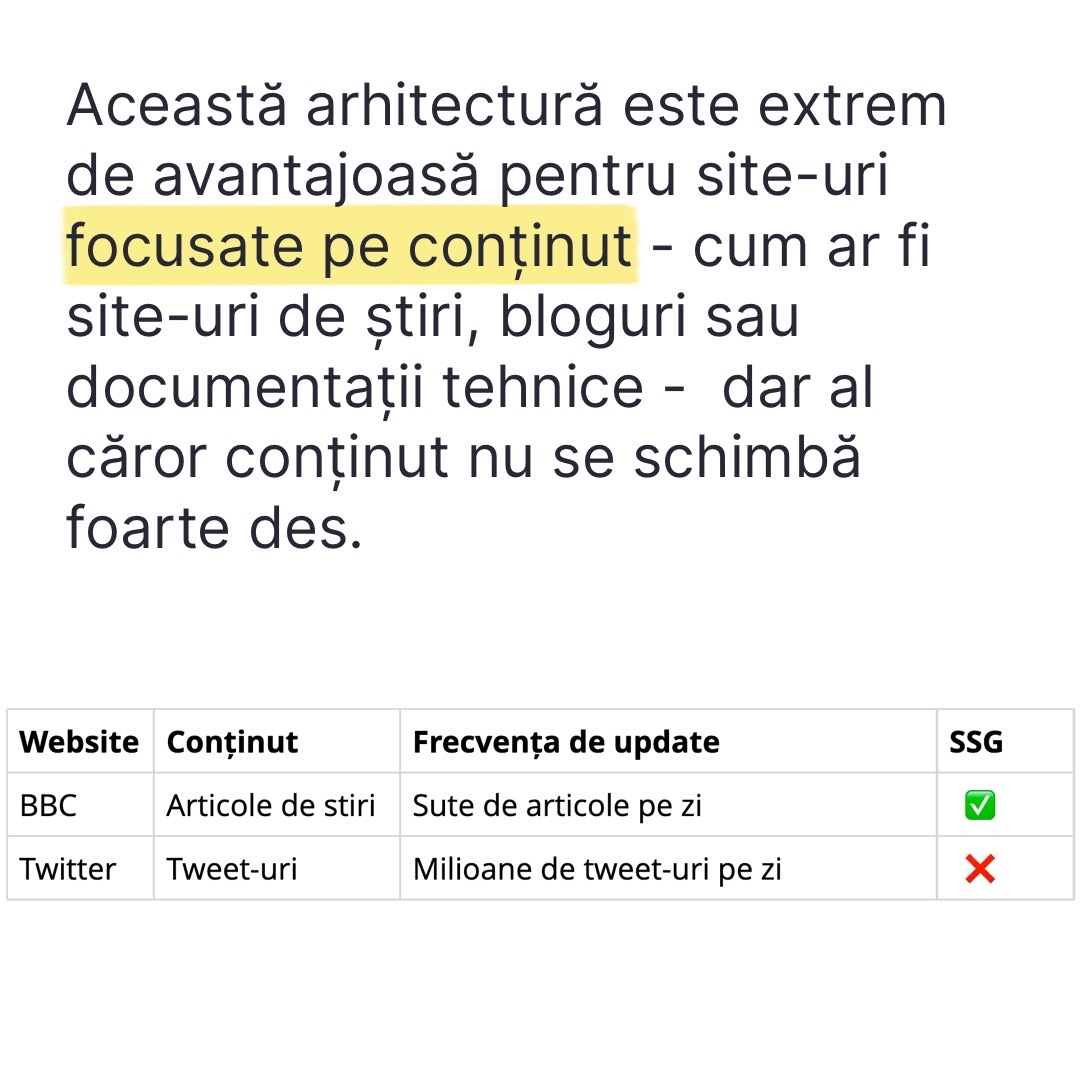 Această arhitectură este extrem
de avantajoasă pentru site-uri
focusate pe conținut - cum ar fi
site-uri de știri, bloguri sau
documentații tehnice -  dar al
căror conținut nu se schimbă
foarte des.
Website Conținut Frecvența de update SSG
BBC Articole de stiri Sute de articole pe zi ✅
Twitter Tweet-uri Milioane de tweet-uri pe zi ❌